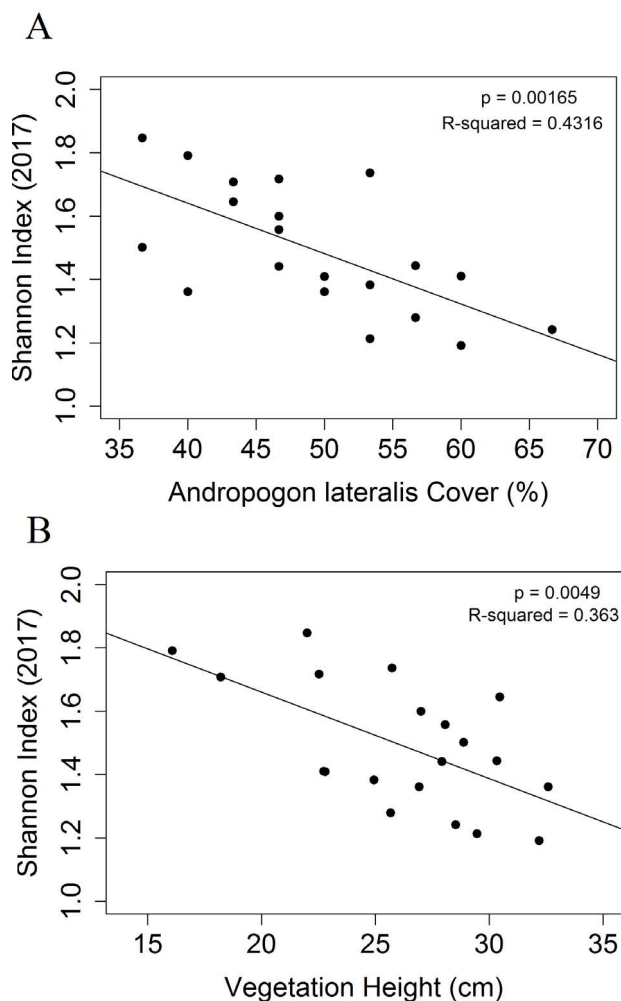 A
p = 0.00165
R-squared = 0.4316
Shannon Index (2017)
2.0
1.8
1.6
1.4
1.2
1.0
35 40 45 50 55 60 65 70
Andropogon lateralis Cover (%)
B
p = 0.0049
R-squared = 0.363
Shannon Index (2017)
2.0
1.8
1.6
1.4
1.2
1.0
15 20 25 30 35
Vegetation Height (cm)